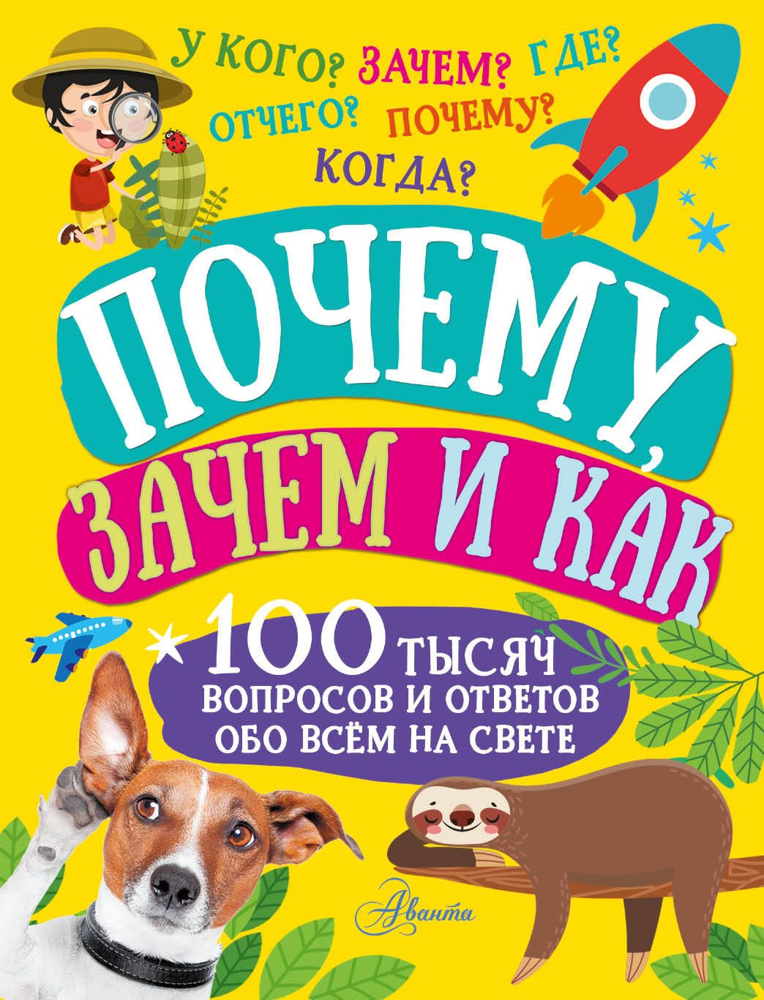 У КОГО? ЗАЧЕМ? ГДЕ?
ОТЧЕГО? ПОЧЕМУ?
КОГДА?
ПОЧЕМУ,
ЗАЧЕМ И КАК
100 ТЫСЯЧ
ВОПРОСОВ И ОТВЕТОВ
ОБО ВСЁМ НА СВЕТЕ
Аванта